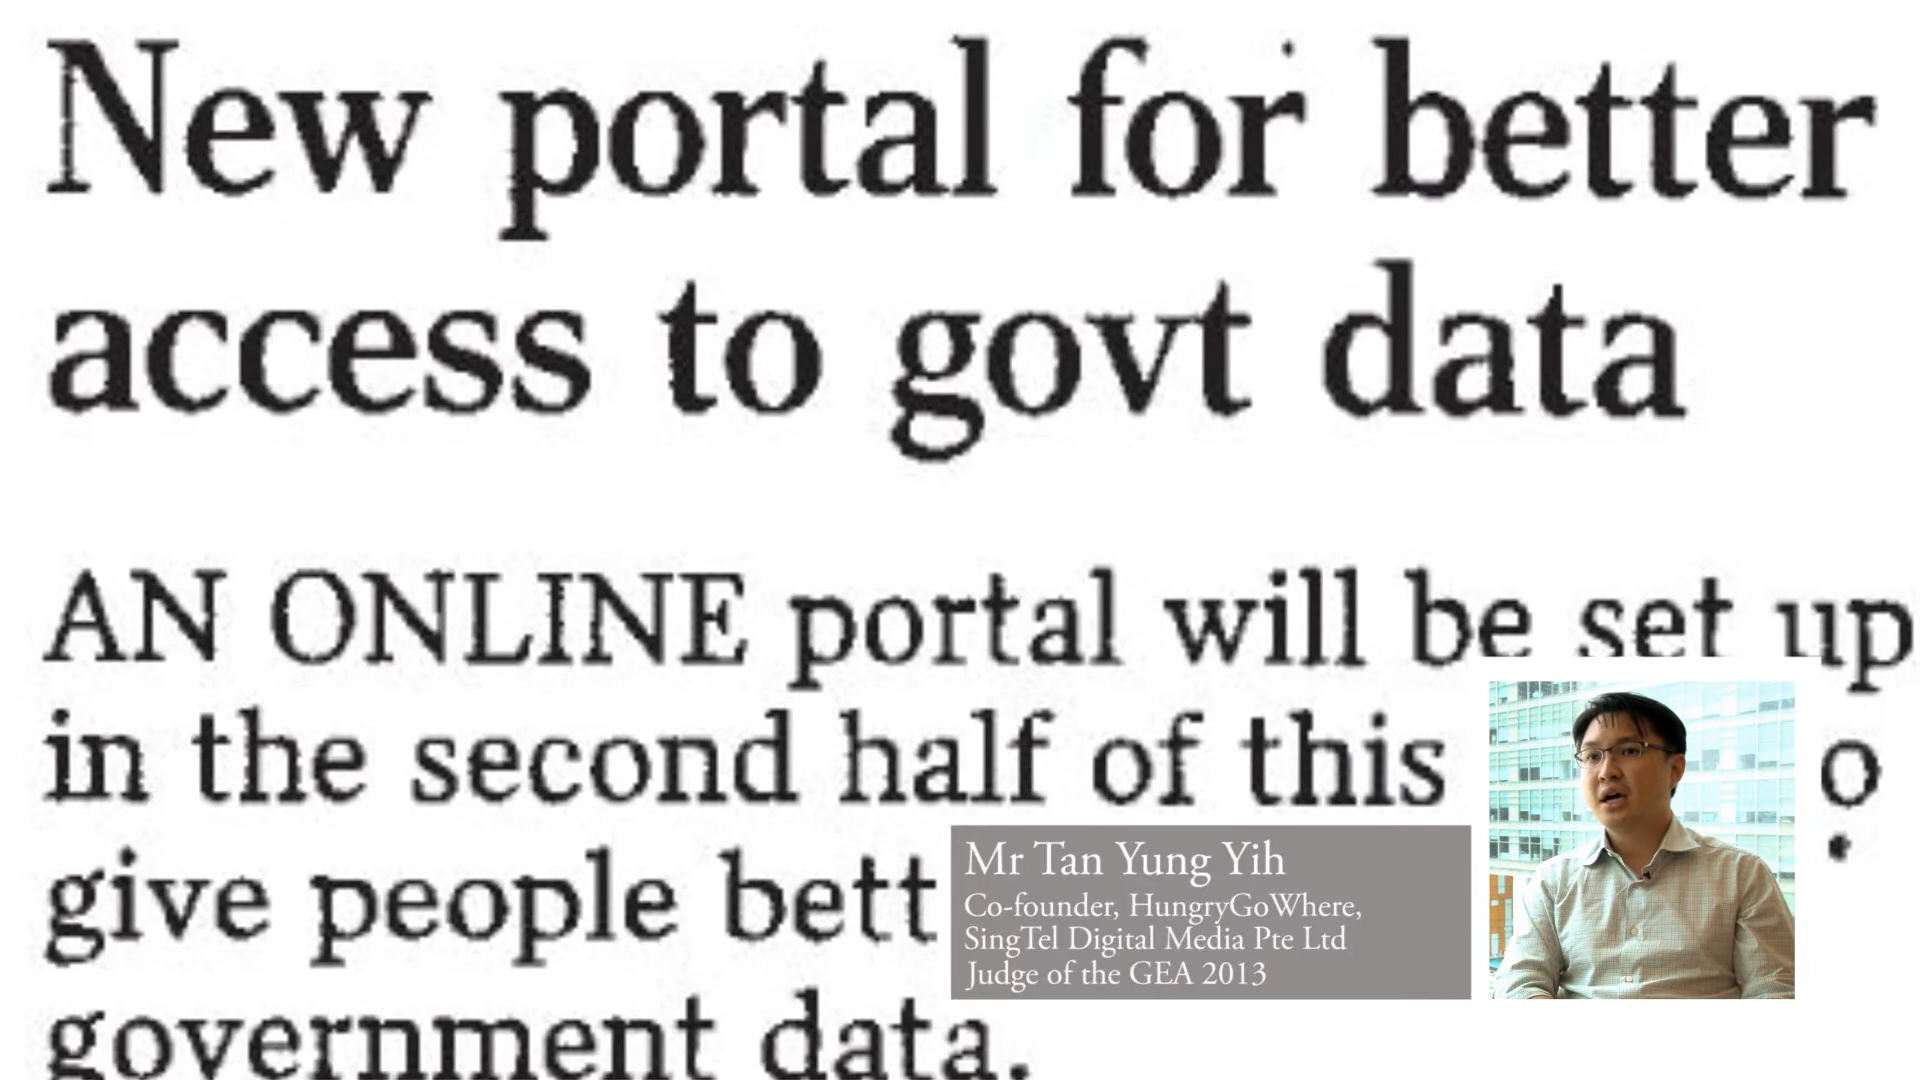 New portal for better
access to govt data
AN ONLINE portal will be set up
in the second half of this
give people bett
government data.
Mr Tan Yung Yih
Co-founder, HungryGoWhere,
SingTel Digital Media Pte Ltd
Judge of the GEA 2013